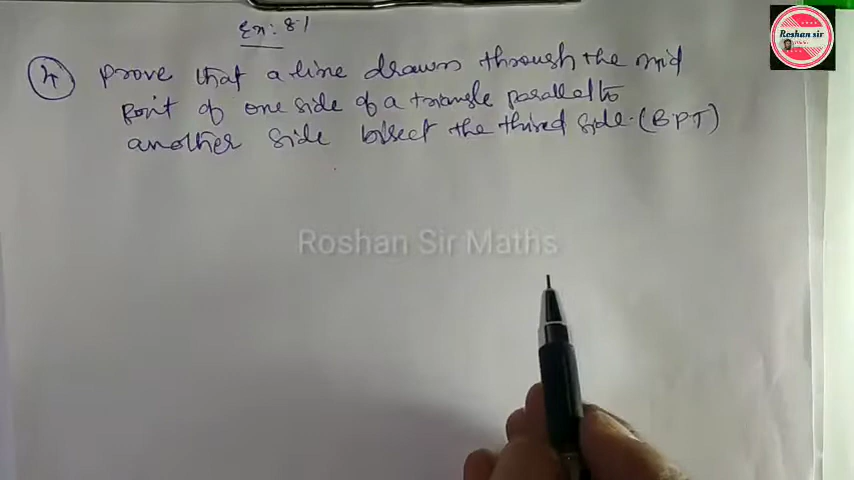 Ex: 8.1
Roshan sir
4 prove that a line drawn through the mid
point of one side of a triangle parallel to
another side bisect the third side. (BPT)
Roshan Sir Maths